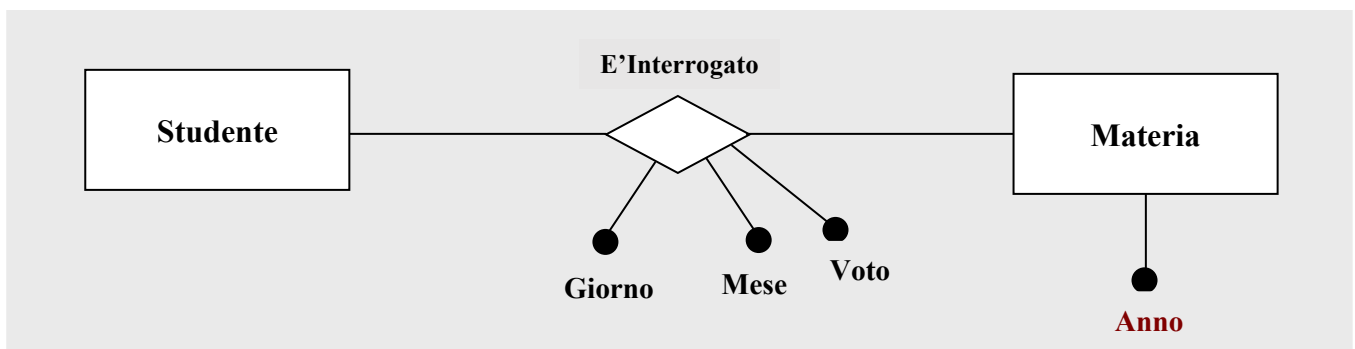 E’Interrogato
Studente
Materia
Giorno
Mese
Voto
Anno